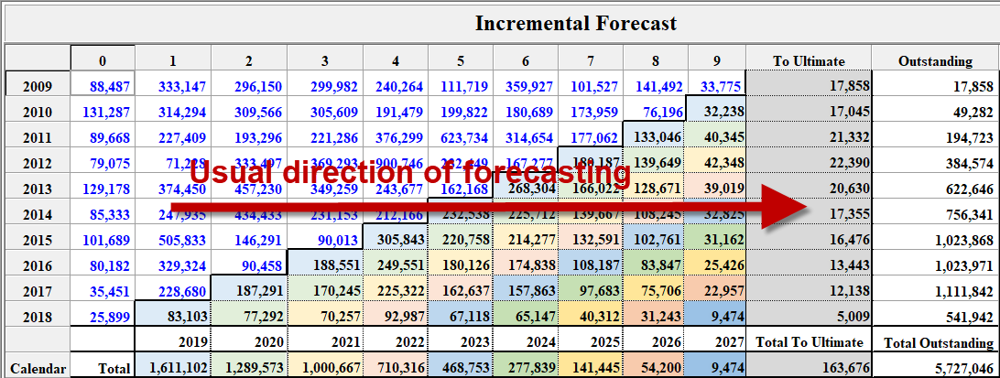 Incremental Forecast
0 1 2 3 4 5 6 7 8 9 To Ultimate Outstanding
2009 88,487 333,147 296,150 299,982 240,264 111,719 359,927 101,527 141,492 33,775 17,858 17,858
2010 131,287 314,294 309,566 305,609 191,479 199,822 180,689 173,959 76,196 32,238 17,045 49,282
2011 89,668 227,409 193,296 221,286 376,299 623,734 314,654 177,062 133,046 40,345 21,332 194,723
2012 79,075 369,293 900,746 167,277 180,187 139,649 42,348 22,390 384,574
Usual direction of forecasting
2013 129,178 374,450 457,230 349,259 243,677 162,168 268,304 166,022 128,671 39,019 20,630 622,646
2014 85,333 247,935 434,433 231,153 212,166 232,538 225,712 139,667 108,245 32,825 17,355 756,341
2015 101,689 505,833 146,291 90,013 305,843 220,758 214,277 132,591 102,761 31,162 16,476 1,023,868
2016 80,182 329,324 90,458 188,551 249,551 180,126 174,838 108,187 83,847 25,426 13,443 1,023,971
2017 35,451 228,680 187,291 170,245 225,322 162,637 157,863 97,683 75,706 22,957 12,138 1,111,842
2018 25,899 83,103 77,292 70,257 92,987 67,118 65,147 40,312 31,243 9,474 5,009 541,942
2019 2020 2021 2022 2023 2024 2025 2026 2027 Total To Ultimate Total Outstanding
Calendar Total 1,611,102 1,289,573 1,000,667 710,316 468,753 277,839 141,445 54,200 9,474 163,676 5,727,046